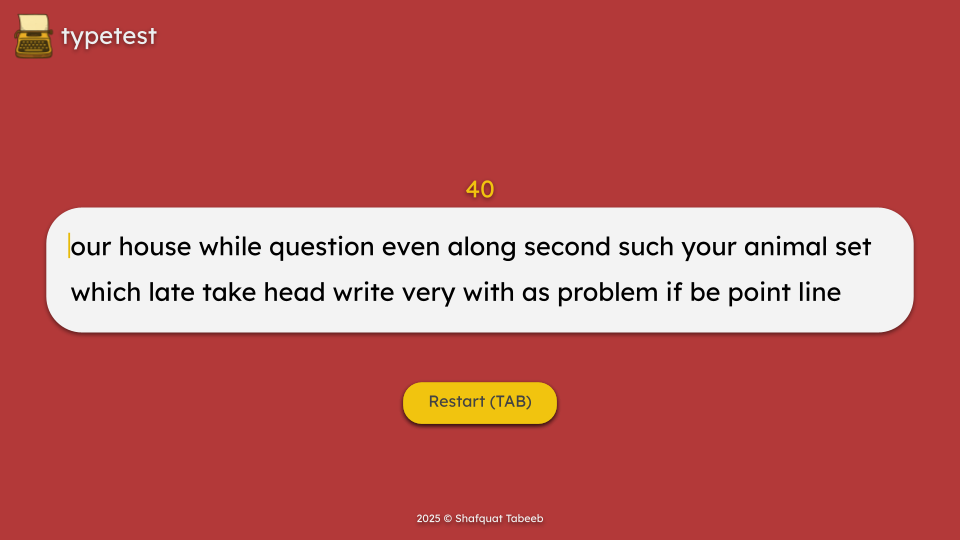 typetest
40
our house while question even along second such your animal set
which late take head write very with as problem if be point line
Restart (TAB)
2025 © Shafquat Tabeeb